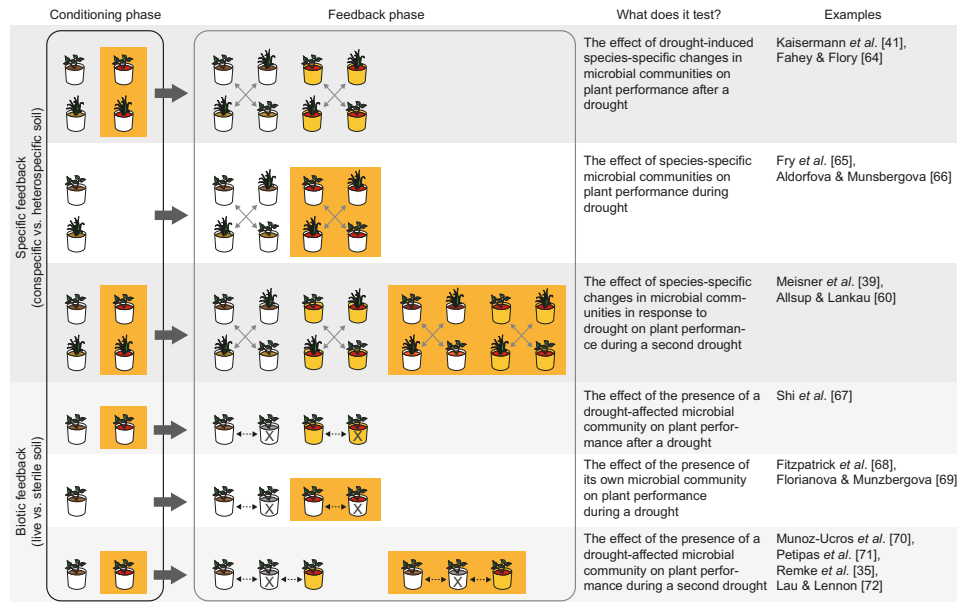 Conditioning phase
Feedback phase
What does it test?
Examples
Specific feedback
(conspecific vs. heterospecific soil)
The effect of drought-induced
species-specific changes in
microbial communities on
plant performance after a
drought
Kaisermann et al. [41],
Fahey & Flory [64]
The effect of species-specific
microbial communities on
plant performance during
drought
Fry et al. [65],
Aldorfova & Munsbergova [66]
The effect of species-specific
changes in microbial comm-
unities in response to
drought on plant performan-
ce during a second drought
Meisner et al. [39],
Allsup & Lankau [60]
Biotic feedback
(live vs. sterile soil)
The effect of the presence of a
drought-affected microbial
community on plant perfor-
mance after a drought
Shi et al. [67]
X
X
The effect of the presence of
its own microbial community
on plant performance
during a drought
Fitzpatrick et al. [68],
Florianova & Munzbergova [69]
X
X
The effect of the presence of a
drought-affected microbial
community on plant perfor-
mance during a second drought
Munoz-Ucros et al. [70],
Petipas et al. [71],
Remke et al. [35],
Lau & Lennon [72]
X
X